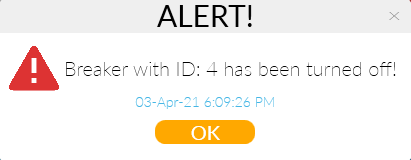 ALERT!
Breaker with ID: 4 has been turned off!
03-Apr-21 6:09:26 PM
OK